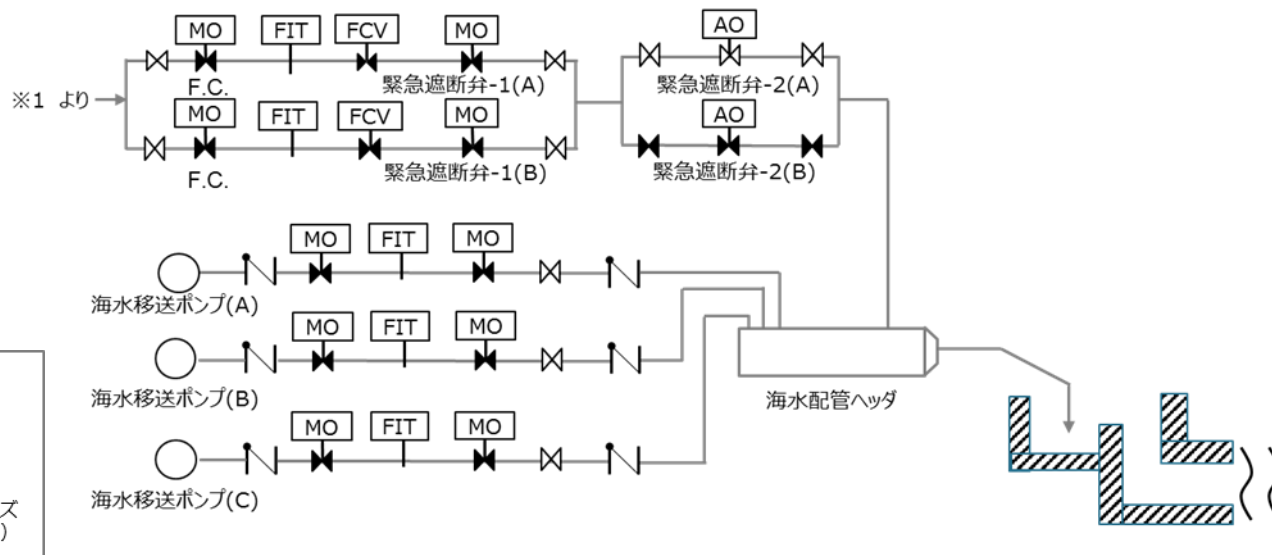 MO FIT FCV MO AO
F.C. 緊急遮断弁-1(A) 緊急遮断弁-2(A)
※1 より
MO FIT FCV MO AO
F.C. 緊急遮断弁-1(B) 緊急遮断弁-2(B)
MO FIT MO
海水移送ポンプ(A)
MO FIT MO
海水移送ポンプ(B)
海水配管ヘッダ
MO FIT MO
海水移送ポンプ(C)
ズ
)